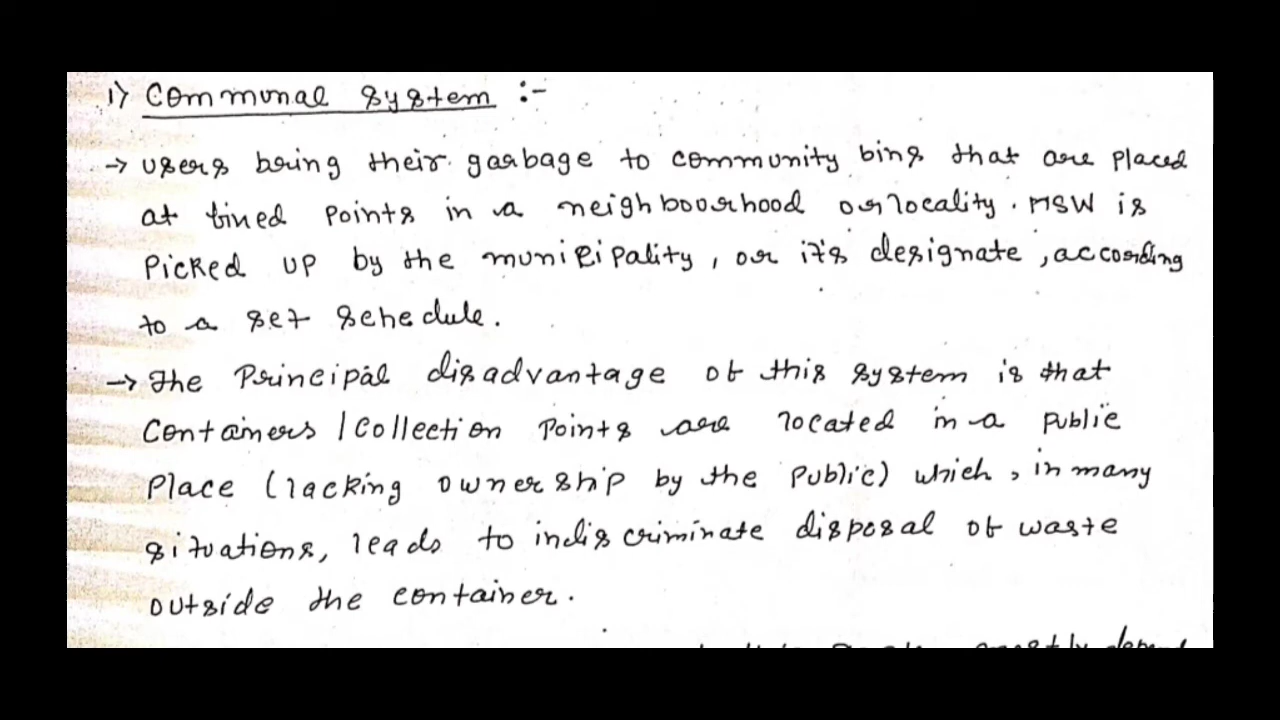 1) Communal system :-
→ users bring their garbage to community bins that are placed
at fixed points in a neighbourhood or locality. MSW is
picked up by the municipality, or it's designate, according
to a set schedule.
→ The principal disadvantage of this system is that
containers / collection points are located in a public
place (lacking ownership by the public) which, in many
situations, leads to indiscriminate disposal of waste
outside the container.